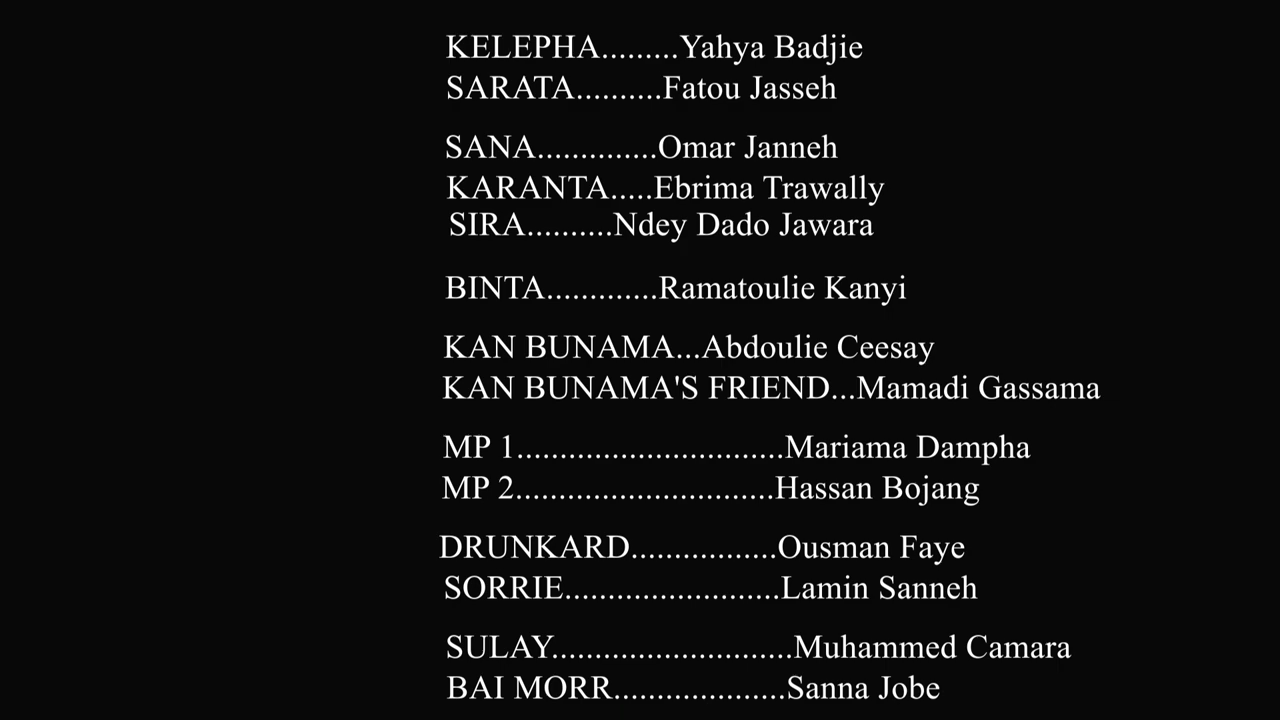 KELEPHA.........Yahya Badjie
SARATA..........Fatou Jasseh
SANA..............Omar Janneh
KARANTA.....Ebrima Trawally
SIRA..........Ndey Dado Jawara
BINTA.............Ramatoulie Kanyi
KAN BUNAMA...Abdoulie Ceesay
KAN BUNAMA'S FRIEND...Mamadi Gassama
MP 1...............................Mariama Dampha
MP 2..............................Hassan Bojang
DRUNKARD.................Ousman Faye
SORRIE.........................Lamin Sanneh
SULAY............................Muhammed Camara
BAI MORR....................Sanna Jobe